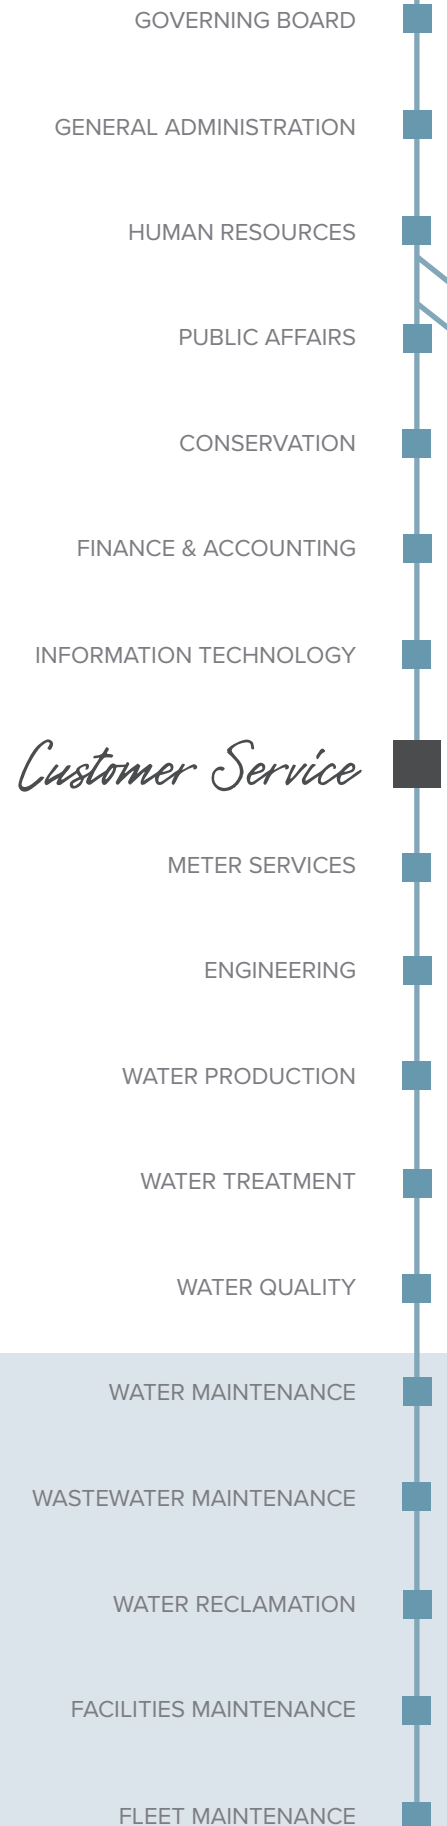 GOVERNING BOARD
GENERAL ADMINISTRATION
HUMAN RESOURCES
PUBLIC AFFAIRS
CONSERVATION
FINANCE & ACCOUNTING
INFORMATION TECHNOLOGY
Customer Service
METER SERVICES
ENGINEERING
WATER PRODUCTION
WATER TREATMENT
WATER QUALITY
WATER MAINTENANCE
WASTEWATER MAINTENANCE
WATER RECLAMATION
FACILITIES MAINTENANCE
FLEET MAINTENANCE